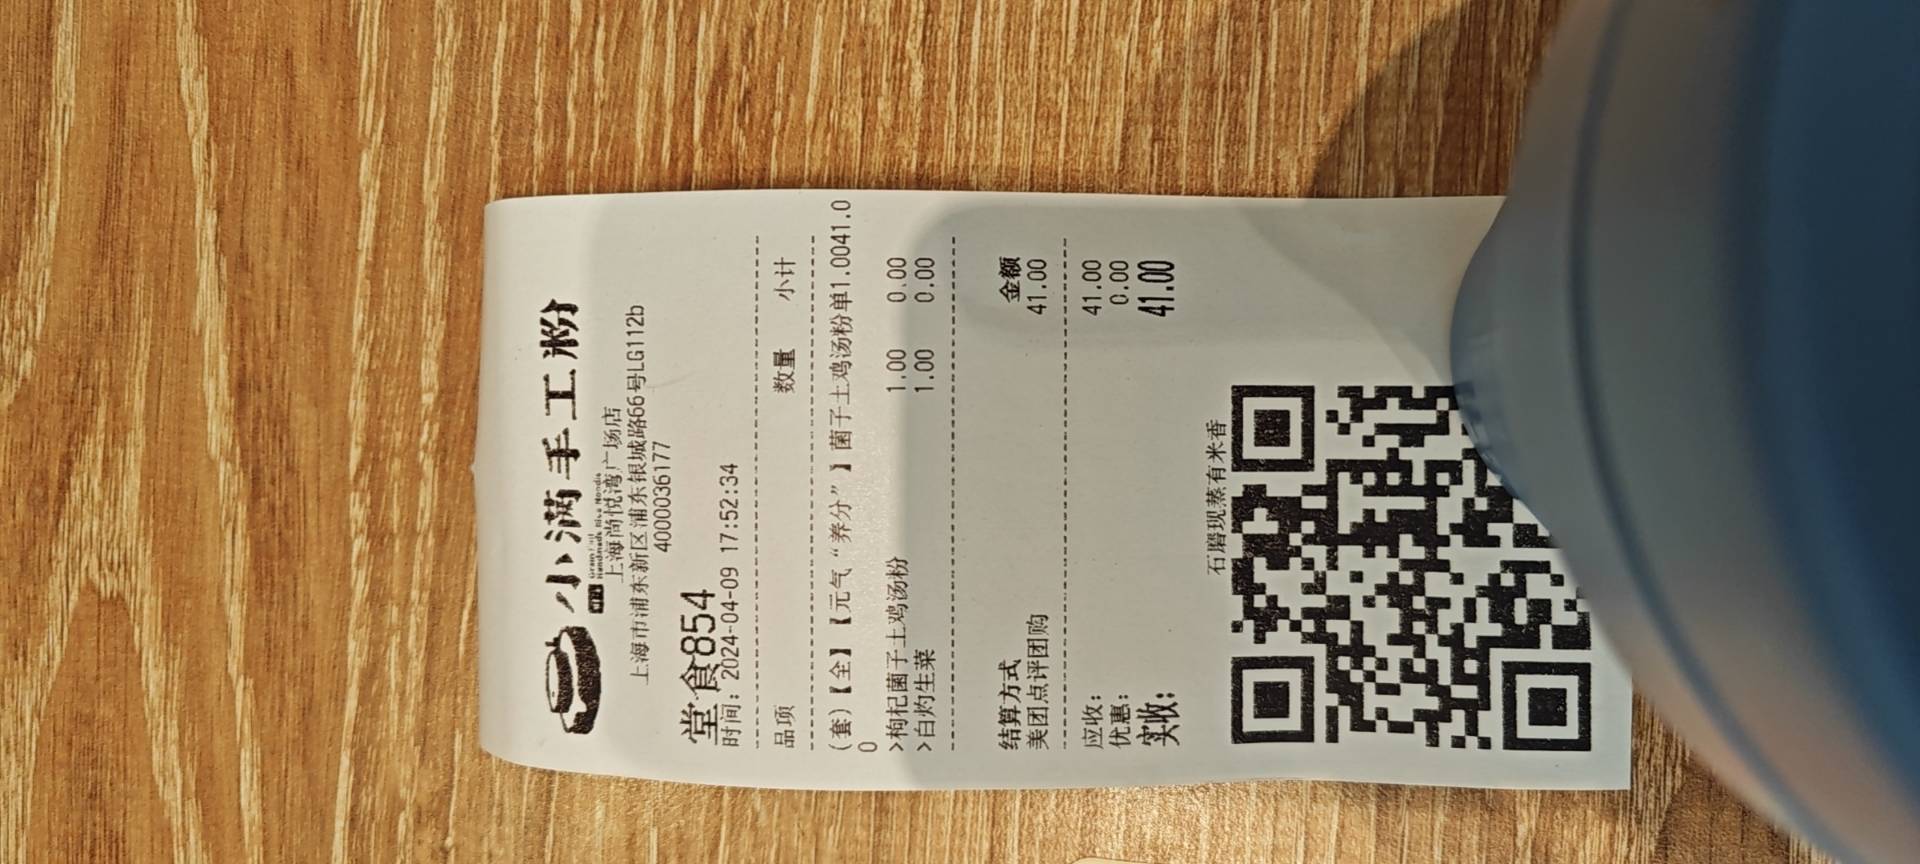 小满手工粉
Grain Full
Handmade Rice Noodle
上海尚悦湾广场店
上海市浦东新区浦东银城路66号LG112b
4000036177
堂食854
时间：2024-04-09 17:52:34
品项 数量 小计
(套)【全】【元气“养分”】菌子土鸡汤粉单1.0041.0
0
>枸杞菌子土鸡汤粉 1.00 0.00
>白灼生菜 1.00 0.00
结算方式 金额
美团点评团购 41.00
应收： 41.00
优惠： 0.00
实收： 41.00
石磨现蒸有米香